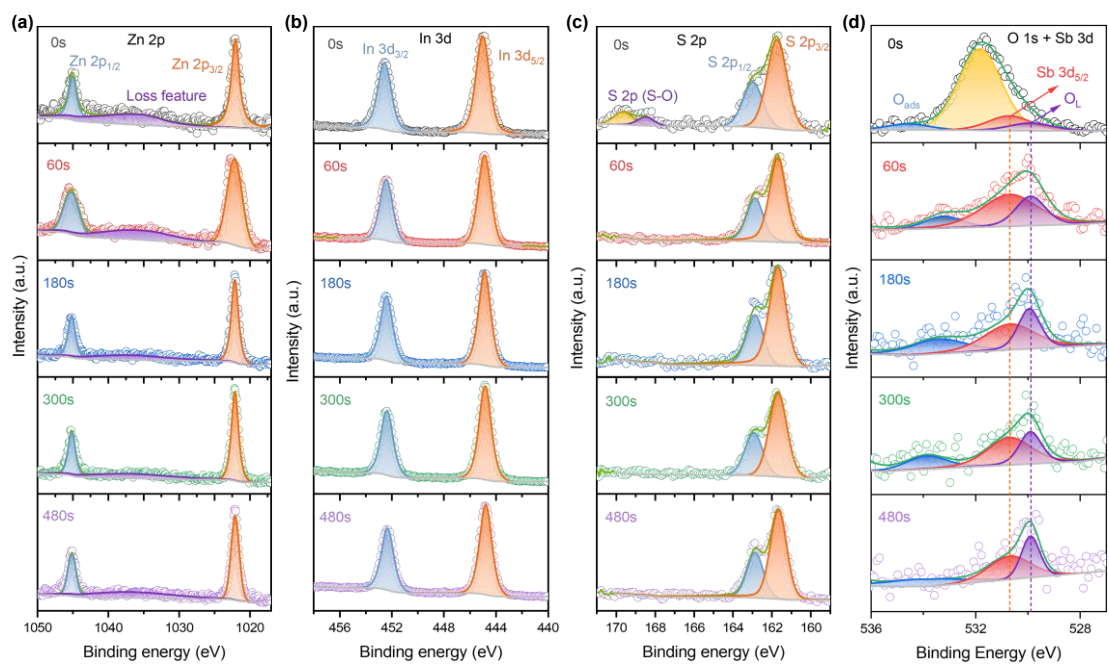 (a)
0s
Zn 2p
Zn 2p1/2
Zn 2p3/2
Loss feature
60s
180s
300s
480s
Intensity (a.u.)
1050 1040 1030 1020
Binding energy (eV)
(b)
0s
In 3d
In 3d3/2
In 3d5/2
60s
180s
300s
480s
Intensity (a.u.)
456 452 448 444 440
Binding energy (eV)
(c)
0s
S 2p
S 2p3/2
S 2p1/2
S 2p (S-O)
60s
180s
300s
480s
Intensity (a.u.)
170 168 166 164 162 160
Binding energy (eV)
(d)
0s
O 1s + Sb 3d
Sb 3d5/2
Oads
OL
60s
180s
300s
480s
Intensity (a.u.)
536 532 528
Binding Energy (eV)